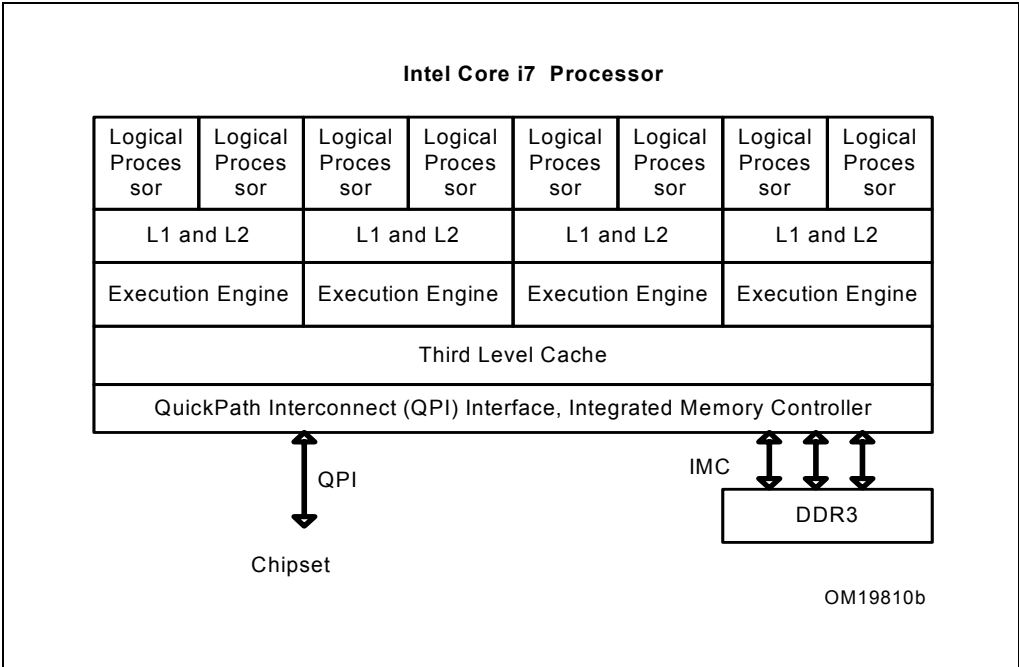 Intel Core i7 Processor
Logical Logical Logical Logical Logical Logical Logical Logical
Proces Proces Proces Proces Proces Proces Proces Proces
sor sor sor sor sor sor sor sor
L1 and L2 L1 and L2 L1 and L2 L1 and L2
Execution Engine Execution Engine Execution Engine Execution Engine
Third Level Cache
QuickPath Interconnect (QPI) Interface, Integrated Memory Controller
QPI
IMC
DDR3
Chipset
OM19810b